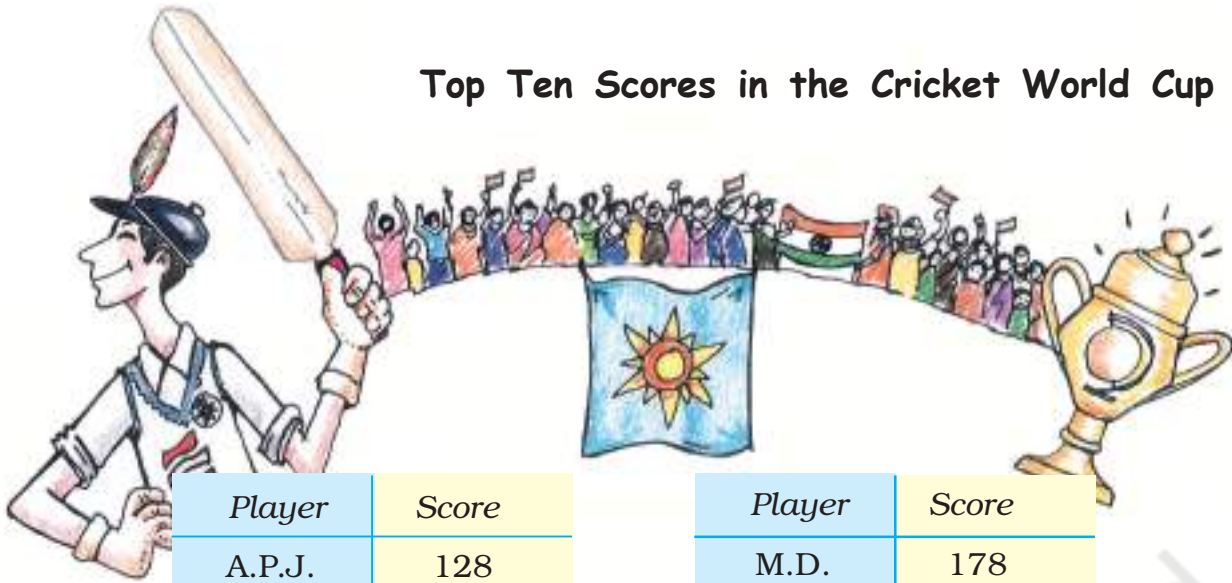 Top Ten Scores in the Cricket World Cup
Player Score
A.P.J. 128
Player Score
M.D. 178